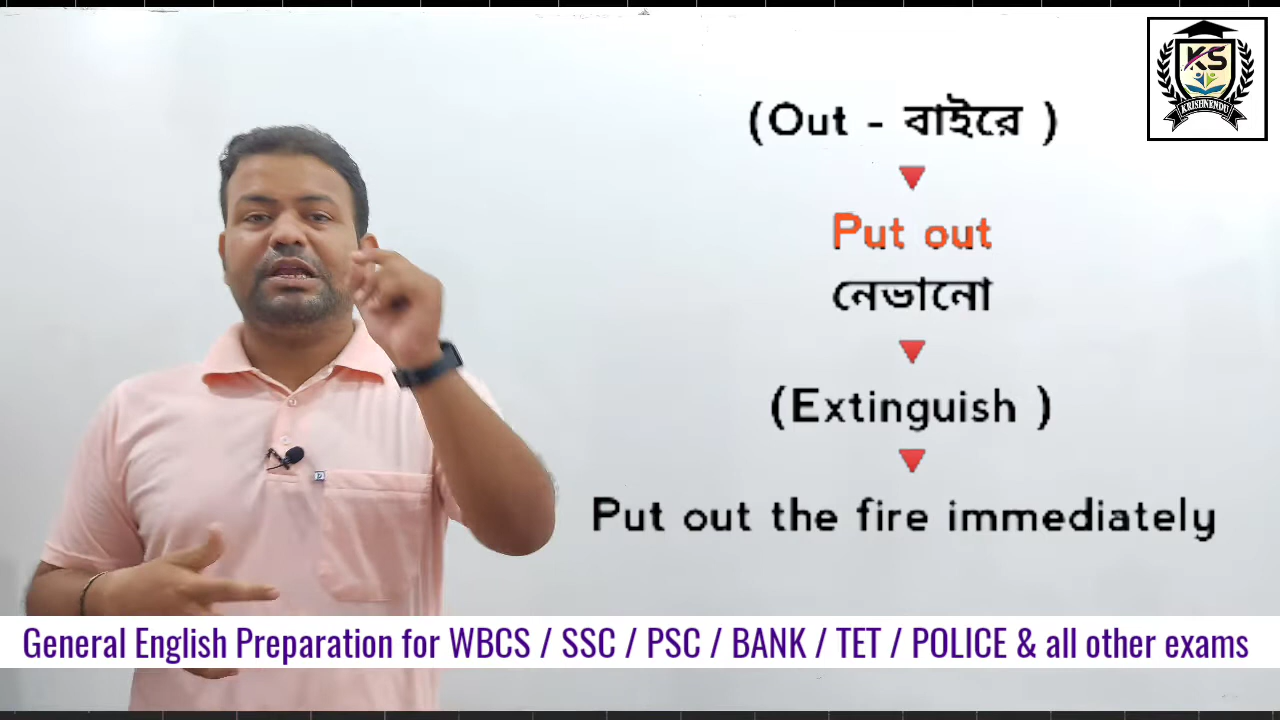 KS
KRISHNENDU
(Out - বাইরে )
Put out
নেভানো
(Extinguish )
Put out the fire immediately
General English Preparation for WBCS / SSC / PSC / BANK / TET / POLICE & all other exams